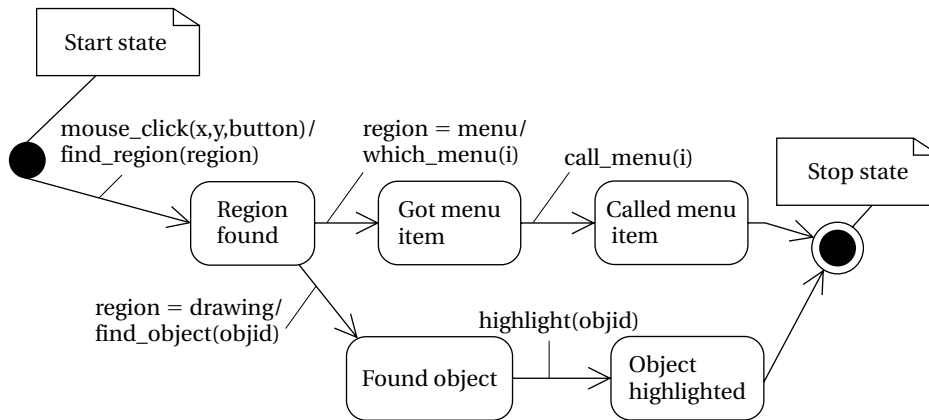 Start state
mouse_click(x,y,button)/
find_region(region)
region = menu/
which_menu(i)
call_menu(i)
Stop state
Region
found
Got menu
item
Called menu
item
region = drawing/
find_object(objid)
highlight(objid)
Found object
Object
highlighted